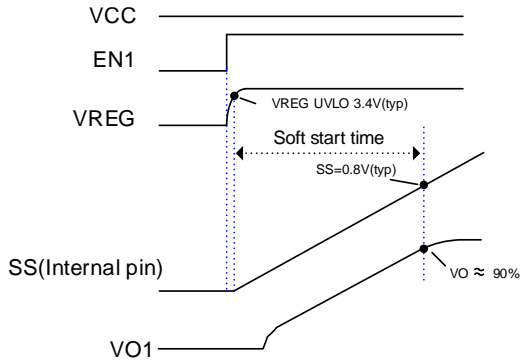 VCC
EN1
VREG UVLO 3.4V(typ)
VREG
Soft start time
SS=0.8V(typ)
SS(Internal pin)
VO ≈ 90%
VO1